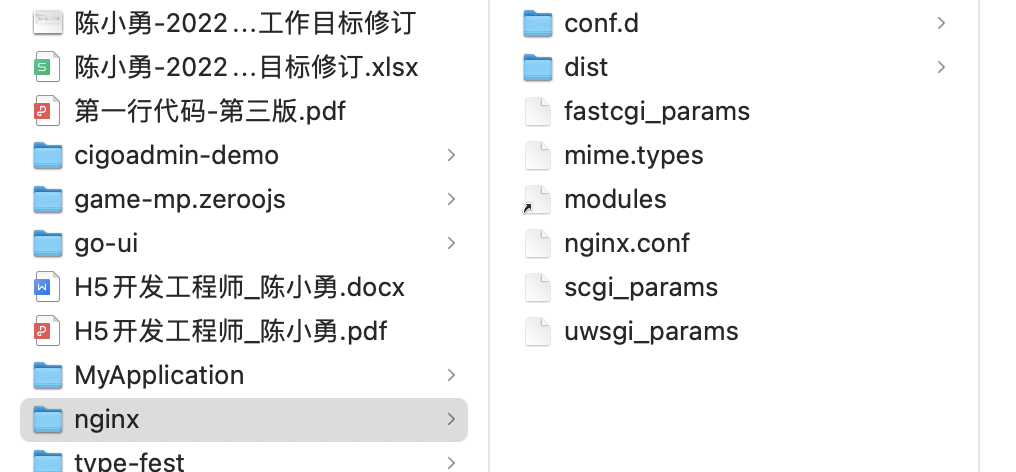 陈小勇-2022...工作目标修订
陈小勇-2022...目标修订.xlsx
第一行代码-第三版.pdf
cigoadmin-demo
game-mp.zeroojs
go-ui
H5开发工程师_陈小勇.docx
H5开发工程师_陈小勇.pdf
MyApplication
nginx
type-fest
conf.d
dist
fastcgi_params
mime.types
modules
nginx.conf
scgi_params
uwsgi_params